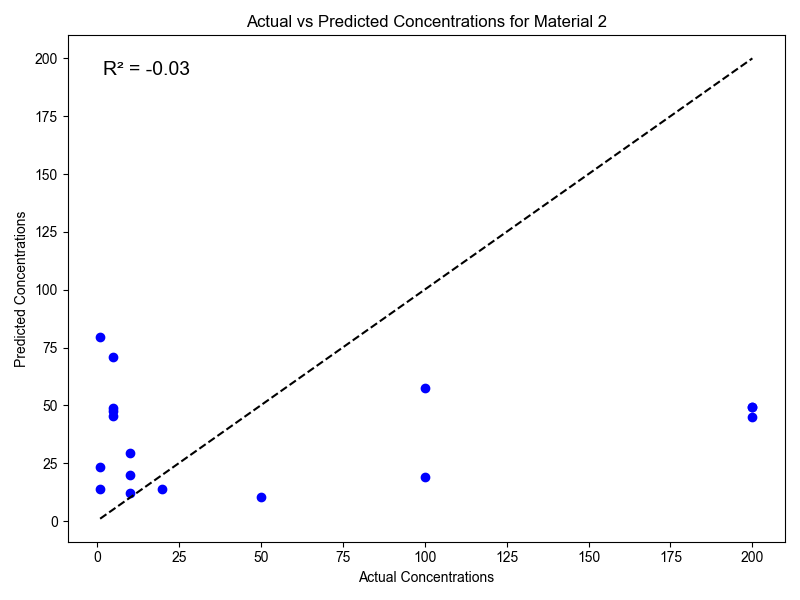 Actual vs Predicted Concentrations for Material 2
R² = -0.03
200
175
150
125
100
75
50
25
0
Predicted Concentrations
0 25 50 75 100 125 150 175 200
Actual Concentrations